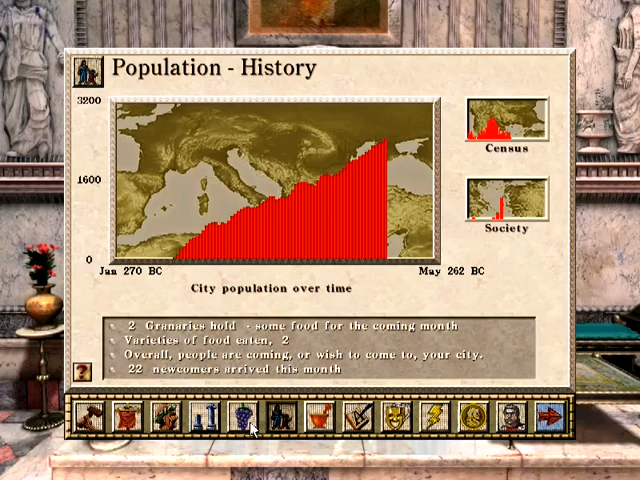 Population - History
3200
1600
0
Jan 270 BC
May 262 BC
City population over time
Census
Society
2 Granaries hold - some food for the coming month
Varieties of food eaten, 2
Overall, people are coming, or wish to come to, your city.
22 newcomers arrived this month
?